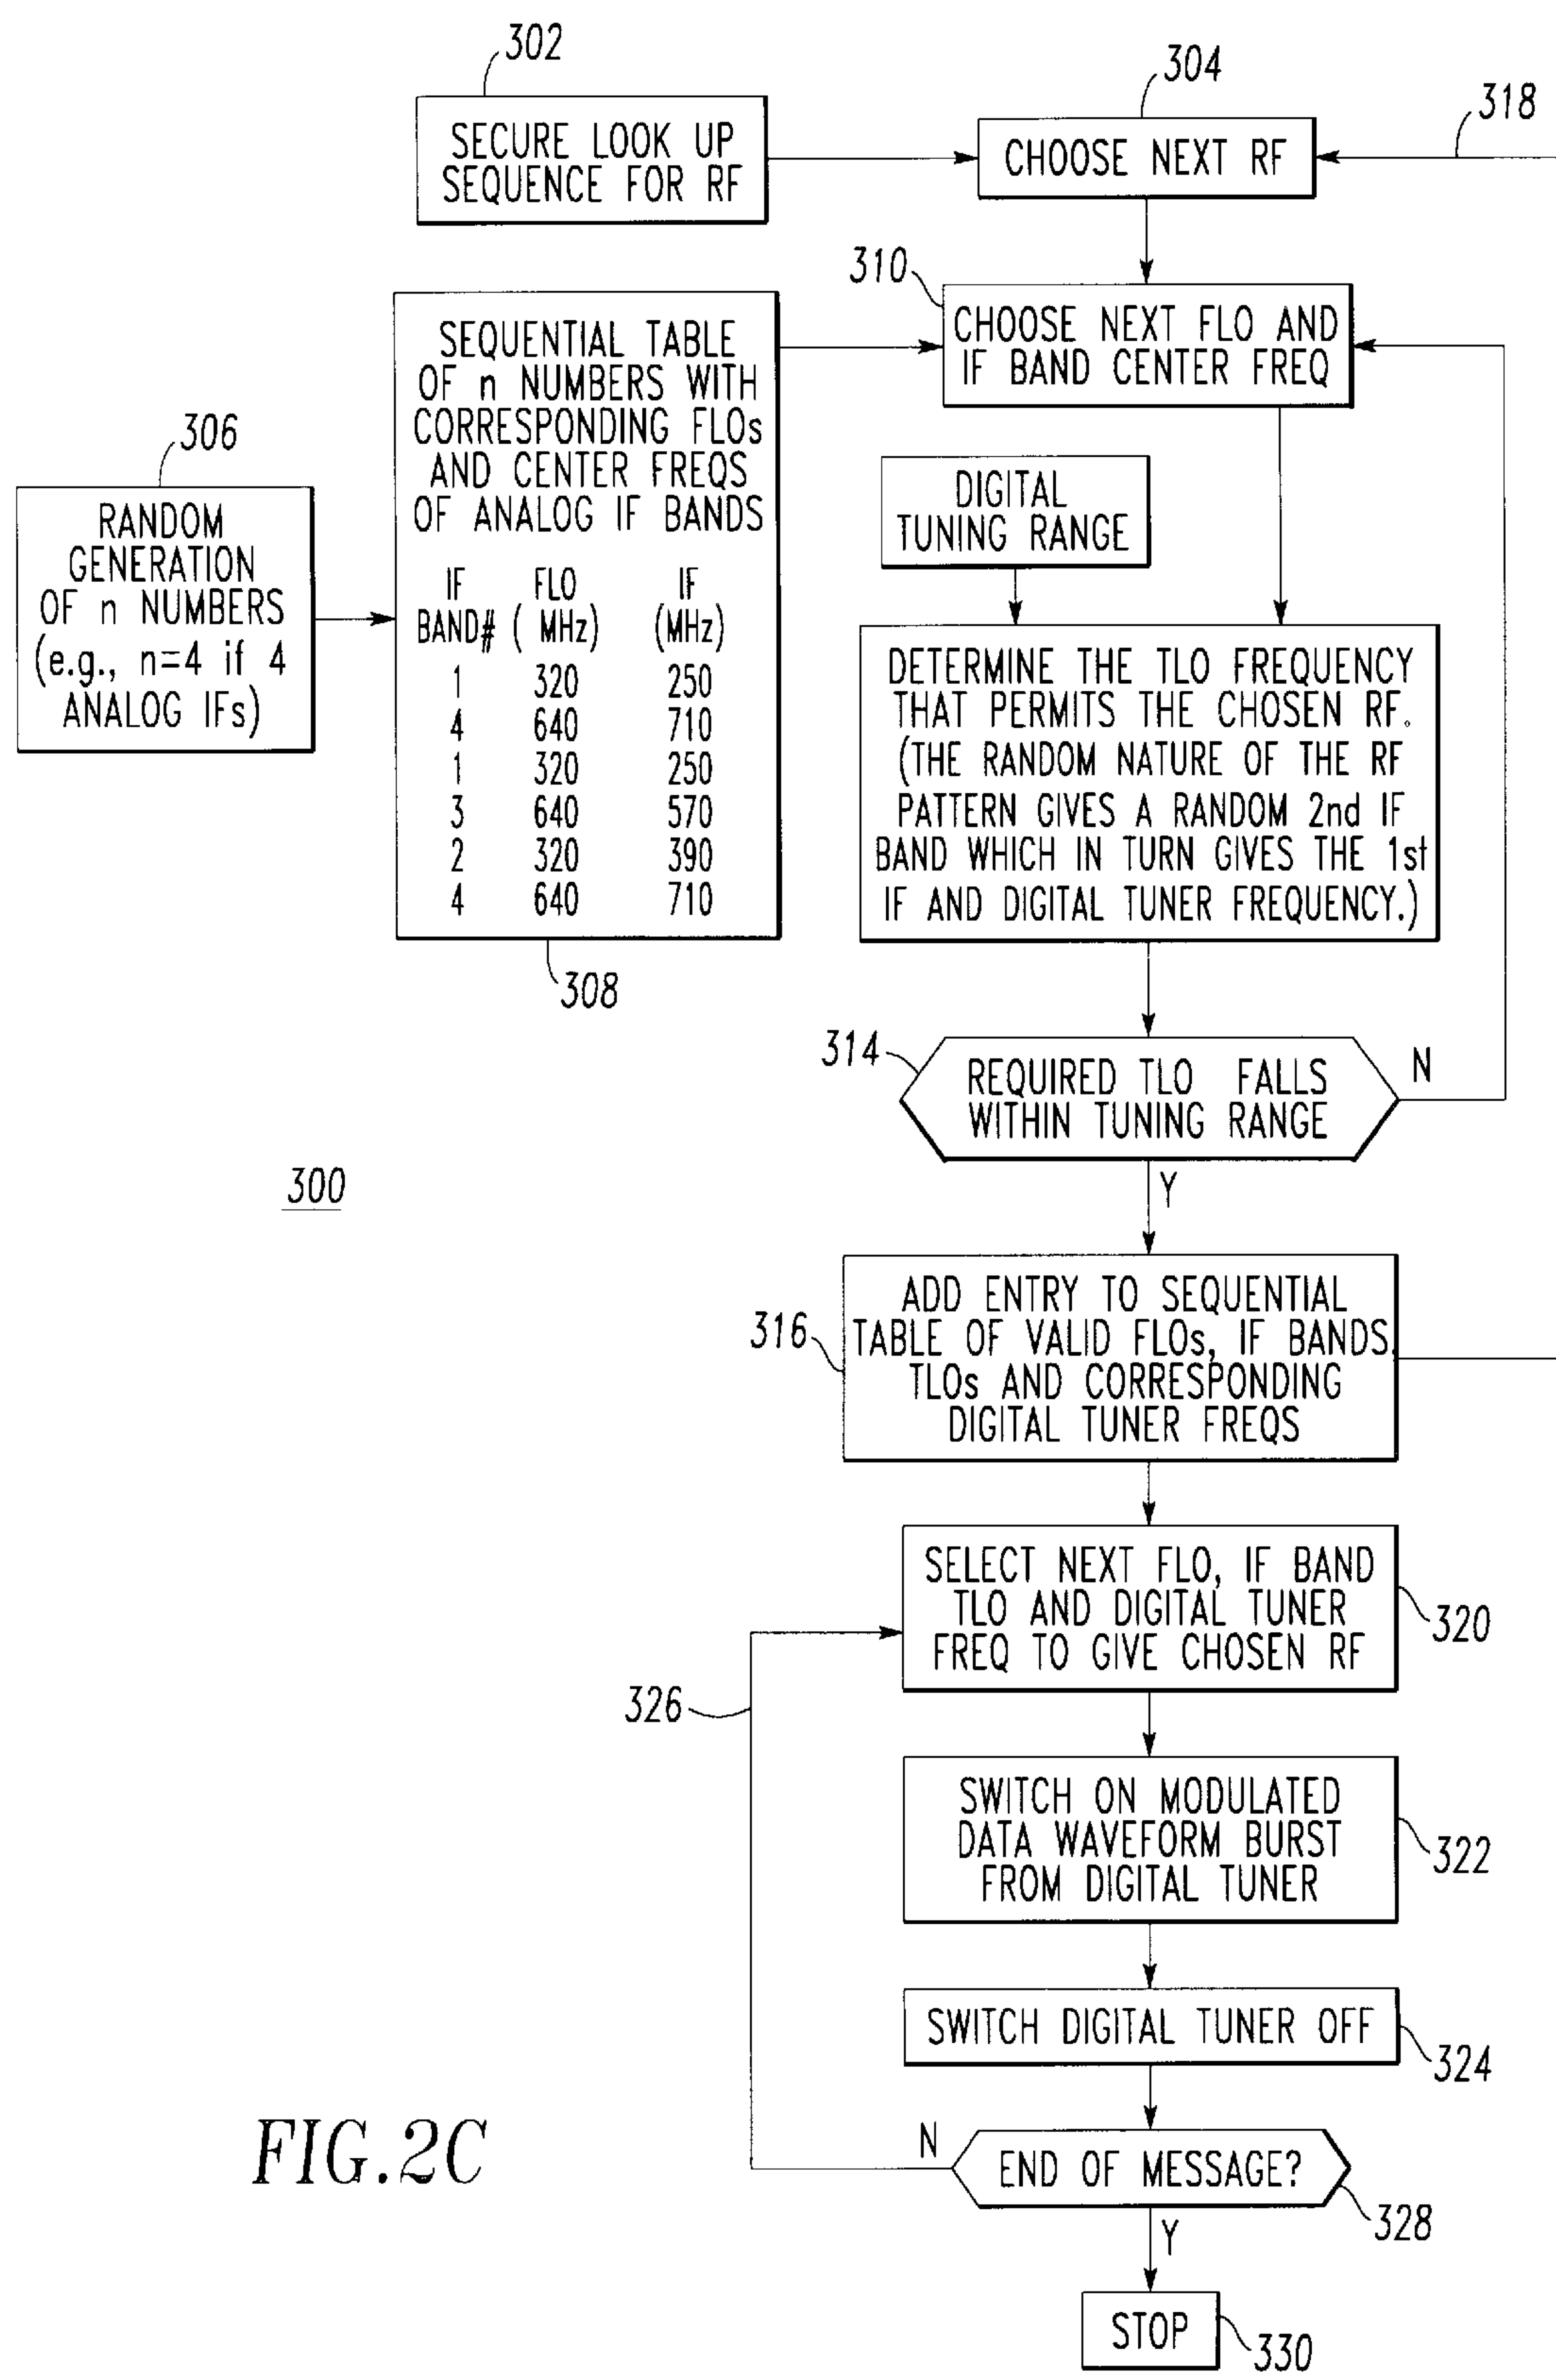 302
SECURE LOOK UP
SEQUENCE FOR RF
304
CHOOSE NEXT RF
318
306
RANDOM
GENERATION
OF n NUMBERS
(e.g., n=4 if 4
ANALOG IFs)
SEQUENTIAL TABLE
OF n NUMBERS WITH
CORRESPONDING FLOs
AND CENTER FREQS
OF ANALOG IF BANDS
IF FLO IF
BAND# ( MHz) (MHz)
1 320 250
4 640 710
1 320 250
3 640 570
2 320 390
4 640 710
308
310
CHOOSE NEXT FLO AND
IF BAND CENTER FREQ
DIGITAL
TUNING RANGE
DETERMINE THE TLO FREQUENCY
THAT PERMITS THE CHOSEN RF.
(THE RANDOM NATURE OF THE RF
PATTERN GIVES A RANDOM 2nd IF
BAND WHICH IN TURN GIVES THE 1st
IF AND DIGITAL TUNER FREQUENCY.)
314
REQUIRED TLO FALLS
WITHIN TUNING RANGE
N
Y
300
316
ADD ENTRY TO SEQUENTIAL
TABLE OF VALID FLOs, IF BANDS,
TLOs AND CORRESPONDING
DIGITAL TUNER FREQS
SELECT NEXT FLO, IF BAND
TLO AND DIGITAL TUNER
FREQ TO GIVE CHOSEN RF
320
326
SWITCH ON MODULATED
DATA WAVEFORM BURST
FROM DIGITAL TUNER
322
SWITCH DIGITAL TUNER OFF
324
N
END OF MESSAGE?
328
Y
STOP
330
FIG.2C